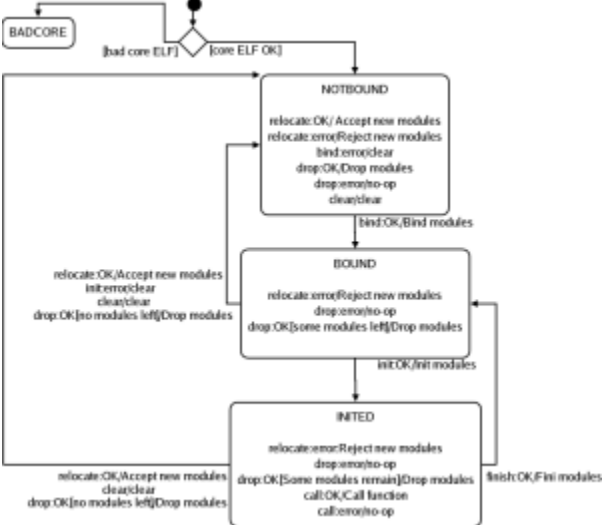 BADCORE
[bad core ELF]
[core ELF OK]
NOTBOUND
relocate:OK/ Accept new modules
relocate:error/Reject new modules
bind:error/clear
drop:OK/Drop modules
drop:error/no-op
clear/clear
bind:OK/Bind modules
BOUND
relocate:error/Reject new modules
drop:error/no-op
drop:OK[some modules left]/Drop modules
relocate:OK/Accept new modules
init:error/clear
clear/clear
drop:OK[no modules left]/Drop modules
init:OK/Init modules
INITED
relocate:error:Reject new modules
drop:error/no-op
drop:OK[Some modules remain]/Drop modules
call:OK/Call function
call:error/no-op
relocate:OK/Accept new modules
clear/clear
drop:OK[no modules left]/Drop modules
finish:OK/Fini modules